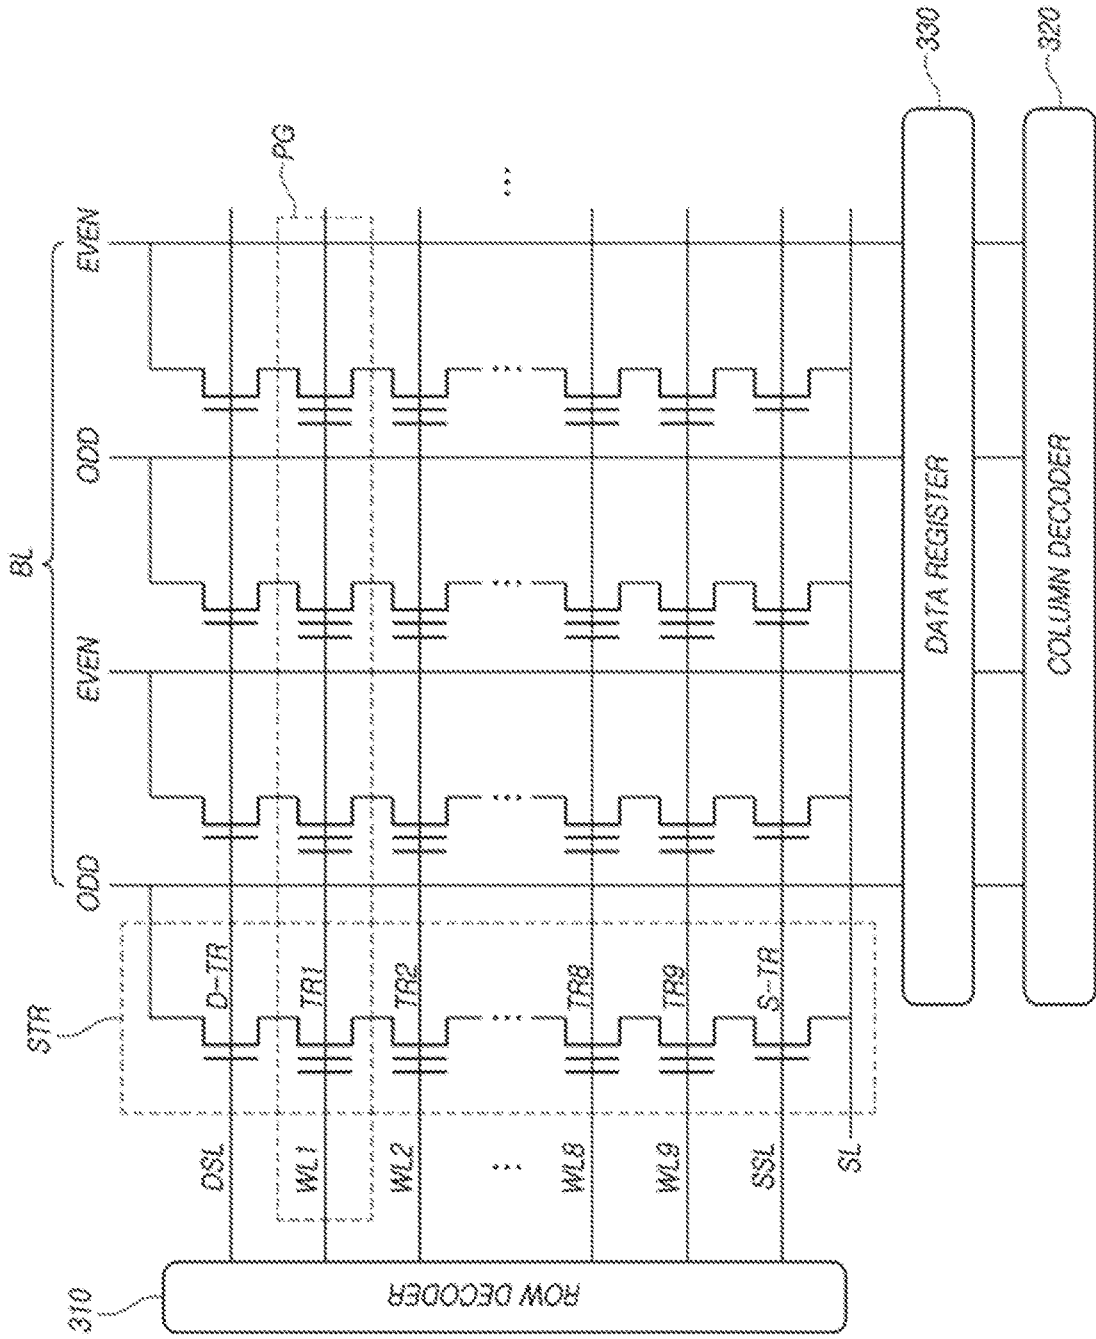 BL
ODD EVEN ODD EVEN
STR
PG
310
ROW DECODER
DSL D-TR
WL1 TR1
WL2 TR2
... ... ... ... ... ...
WL8 TR8
WL9 TR9
SSL S-TR
SL
DATA REGISTER
330
COLUMN DECODER
320